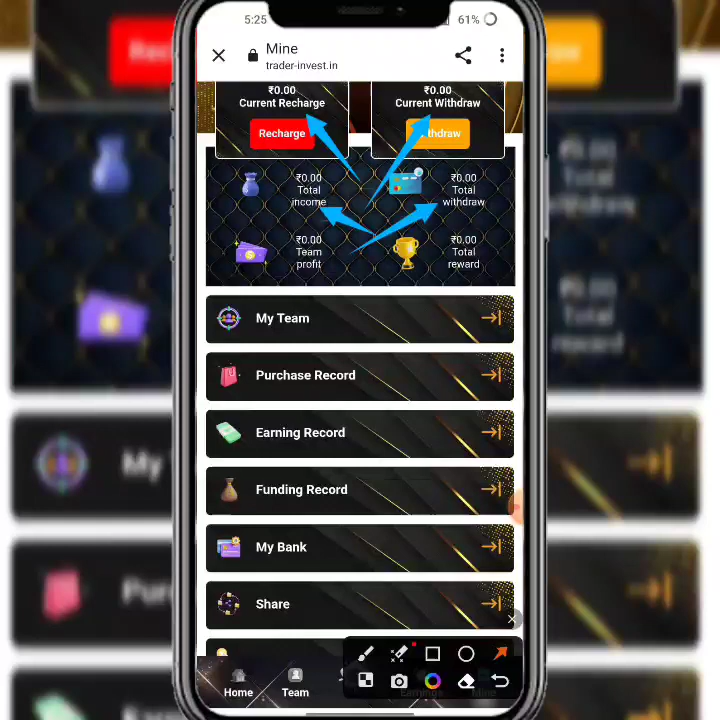 5:25
61%
Mine
trader-invest.in
₹0.00
Current Recharge
Recharge
₹0.00
Current Withdraw
₹0.00
Total
income
₹0.00
Total
withdraw
₹0.00
Team
profit
₹0.00
Total
reward
My Team
Purchase Record
Earning Record
Funding Record
My Bank
Share
Home
Team